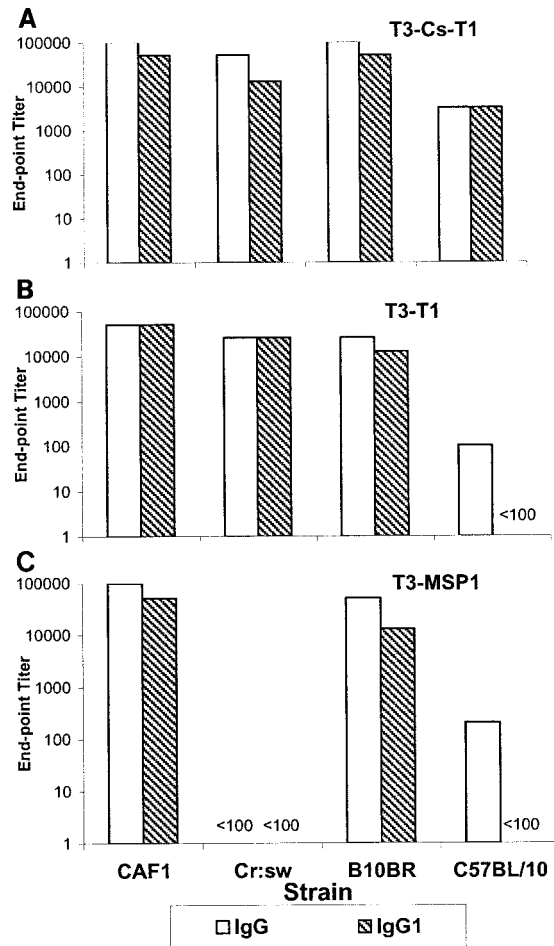 A
T3-Cs-T1
End-point Titer
100000
10000
1000
100
10
1
B
T3-T1
End-point Titer
100000
10000
1000
100
10
1
<100
C
T3-MSP1
End-point Titer
100000
10000
1000
100
10
1
<100 <100
<100
CAF1 Cr:sw B10BR C57BL/10
Strain
IgG IgG1